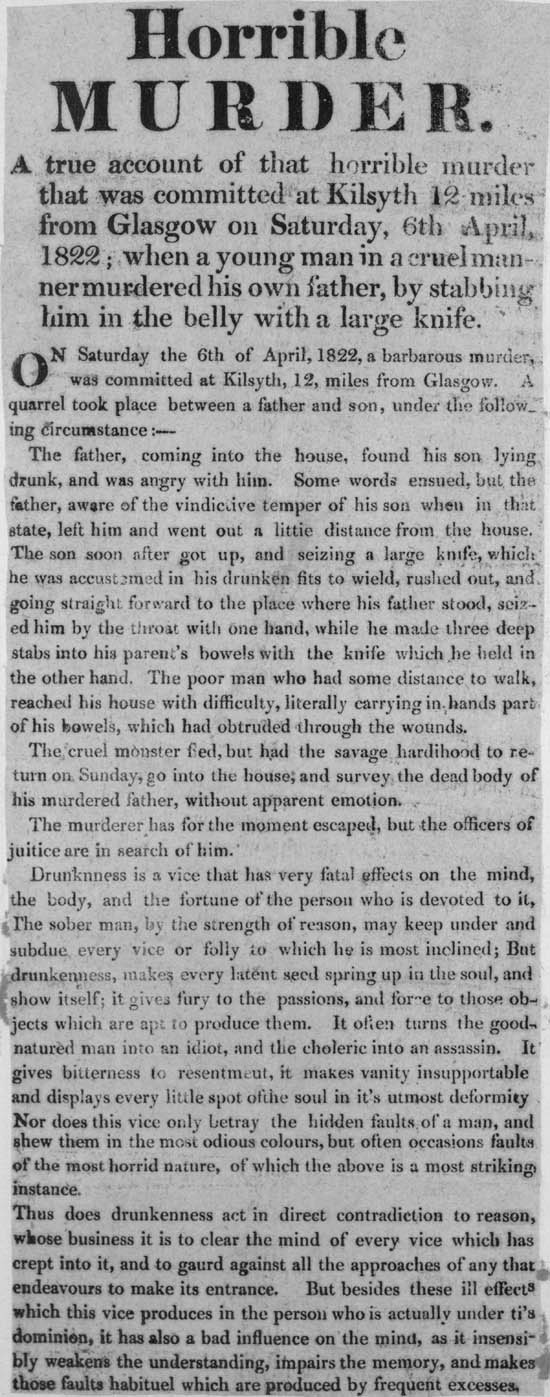 Horrible
MURDER.
A true account of that horrible murder
that was committed at Kilsyth 12 miles
from Glasgow on Saturday, 6th April,
1822; when a young man in a cruel man-
ner murdered his own father, by stabbing
him in the belly with a large knife.
ON Saturday the 6th of April, 1822, a barbarous murder,
was committed at Kilsyth, 12, miles from Glasgow. A
quarrel took place between a father and son, under the follow-
ing circumstance:—
The father, coming into the house, found his son lying
drunk, and was angry with him. Some words ensued, but the
father, aware of the vindictive temper of his son when in that
state, left him and went out a little distance from the house.
The son soon after got up, and seizing a large knife, which
he was accustomed in his drunken fits to wield, rushed out, and
going straight forward to the place where his father stood, seiz-
ed him by the throat with one hand, while he made three deep
stabs into his parent's bowels with the knife which he held in
the other hand. The poor man who had some distance to walk,
reached his house with difficulty, literally carrying in hands part
of his bowels, which had obtruded through the wounds.
The cruel monster fled, but had the savage hardihood to re-
turn on Sunday, go into the house, and survey the dead body of
his murdered father, without apparent emotion.
The murderer has for the moment escaped, but the officers of
juitice are in search of him.
Drunknness is a vice that has very fatal effects on the mind,
the body, and the fortune of the person who is devoted to it,
The sober man, by the strength of reason, may keep under and
subdue every vice or folly to which he is most inclined; But
drunkenness, makes every latent seed spring up in the soul, and
show itself; it gives fury to the passions, and force to those ob-
jects which are apt to produce them. It often turns the good-
natured man into an idiot, and the choleric into an assassin. It
gives bitterness to resentment, it makes vanity insupportable
and displays every little spot ofthe soul in it's utmost deformity
Nor does this vice only betray the hidden faults of a man, and
shew them in the most odious colours, but often occasions faults
of the most horrid nature, of which the above is a most striking
instance.
Thus does drunkenness act in direct contradiction to reason,
whose business it is to clear the mind of every vice which has
crept into it, and to gaurd against all the approaches of any that
endeavours to make its entrance. But besides these ill effects
which this vice produces in the person who is actually under ti's
dominion, it has also a bad influence on the mind, as it insensi-
bly weakens the understanding, impairs the memory, and makes
those faults habituel which are produced by frequent excesses.